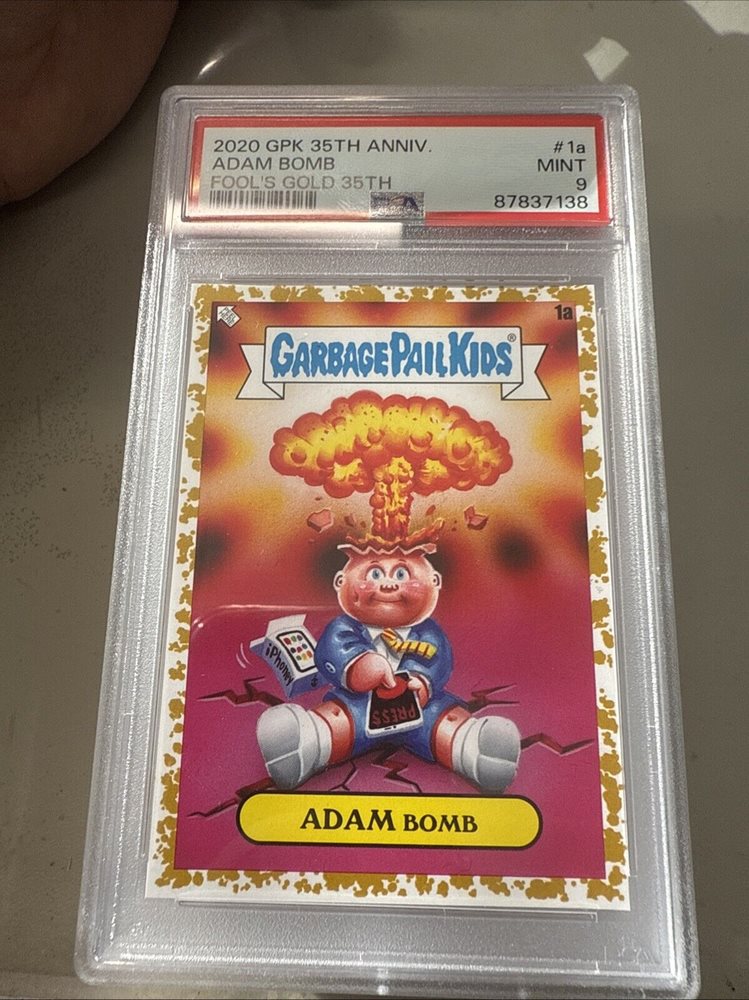 2020 GPK 35TH ANNIV. #1a
ADAM BOMB MINT
FOOL'S GOLD 35TH 9
87837138
1a
GARBAGE PAIL KIDS®
iPhoney
PRESS
ADAM BOMB